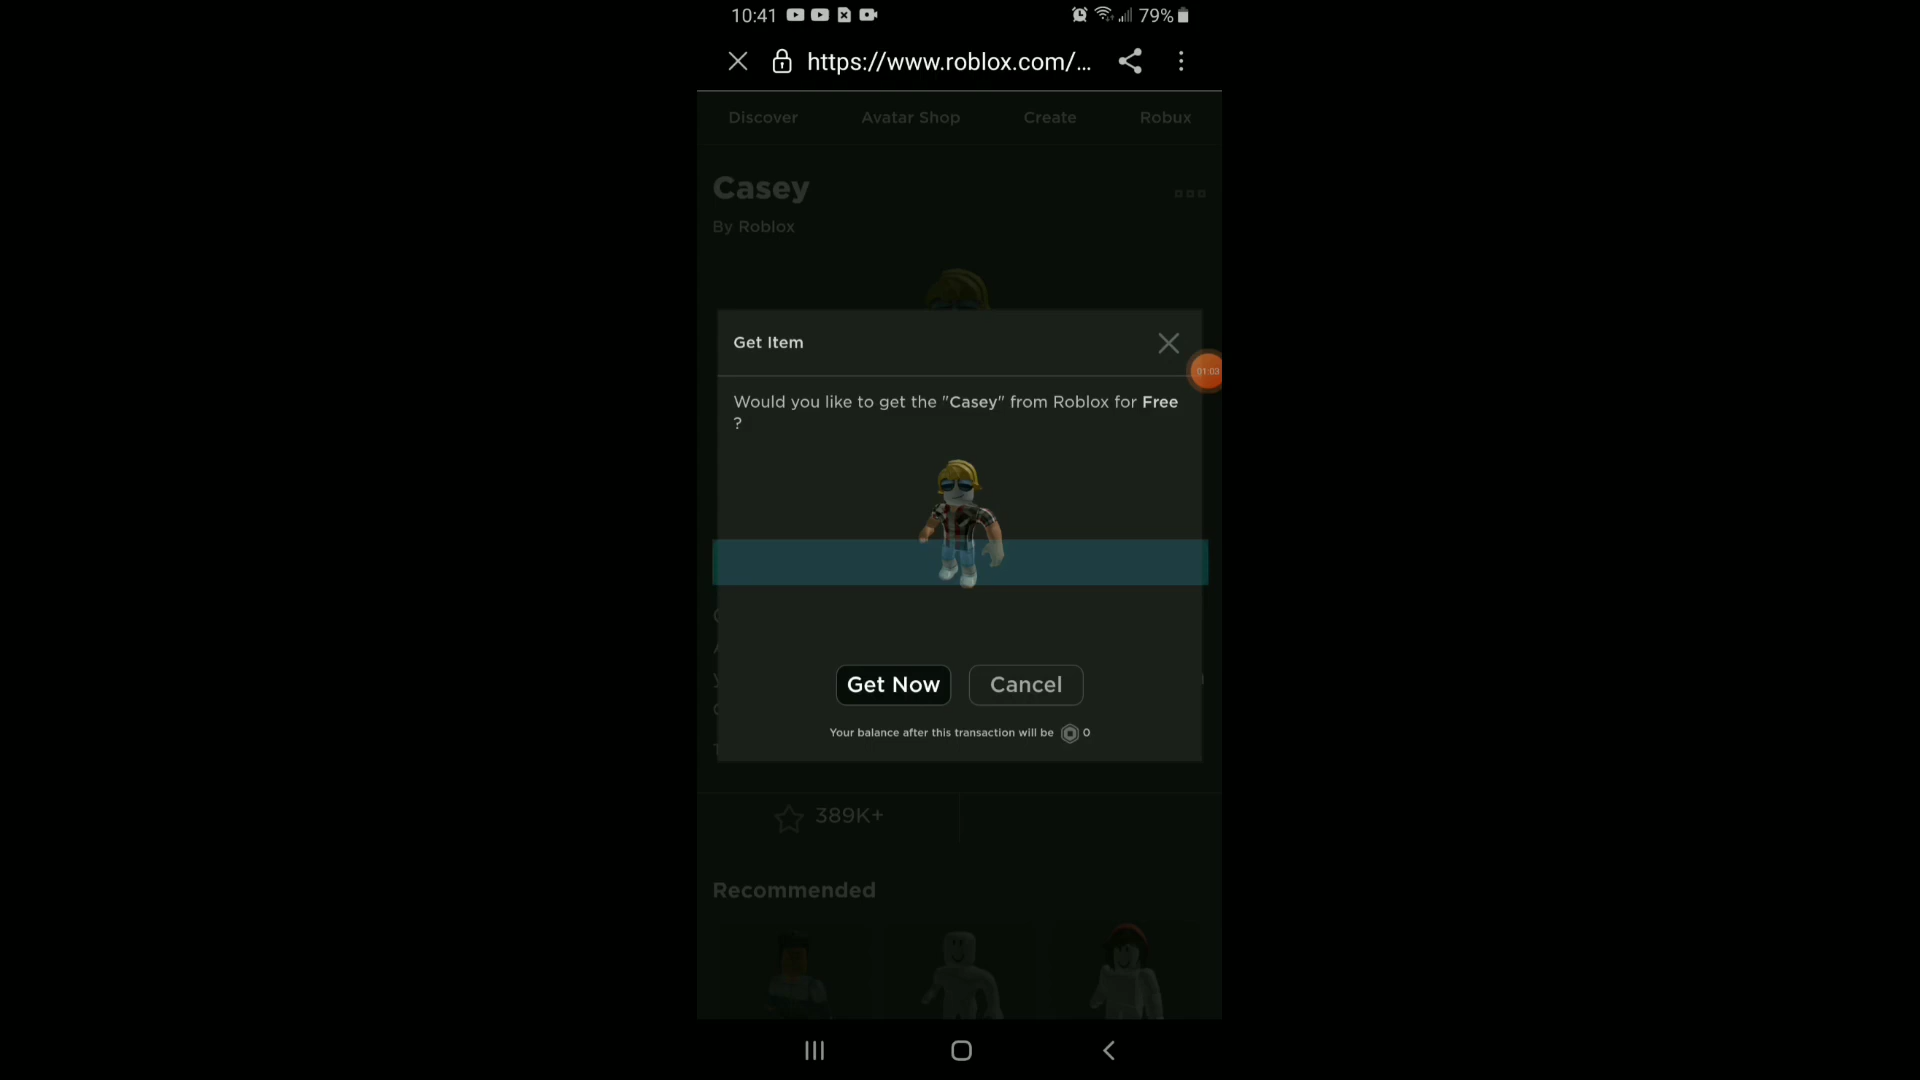 10:41
79%
https://www.roblox.com/...
Discover
Avatar Shop
Create
Robux
Casey
By Roblox
Get Item
01:03
Would you like to get the "Casey" from Roblox for Free
?
Get Now
Cancel
Your balance after this transaction will be 0
389K+
Recommended